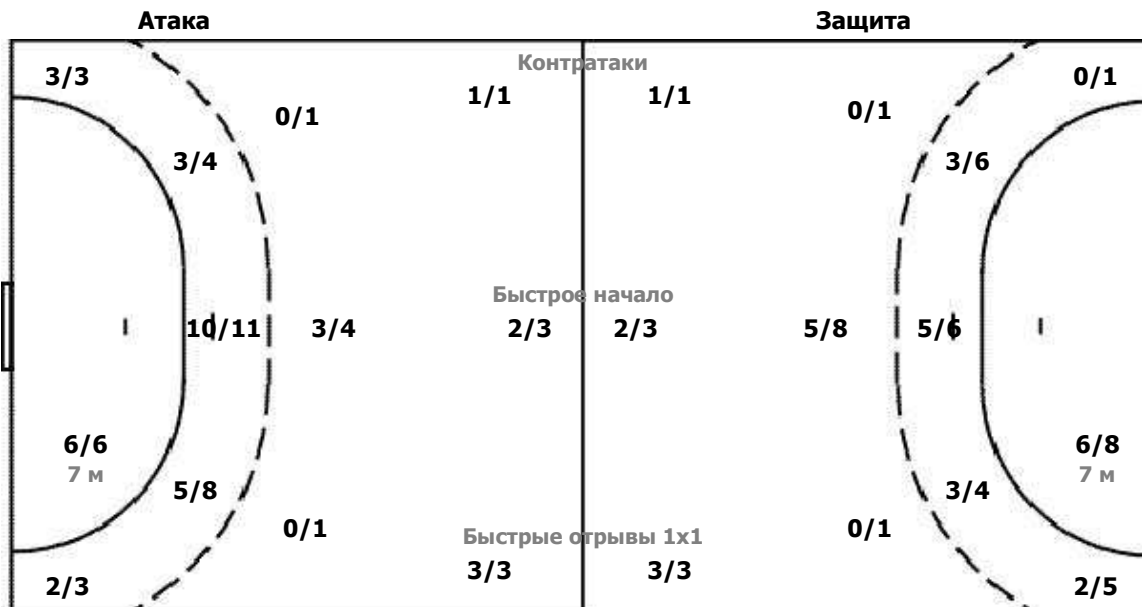 Атака Защита
Контратаки
3/3 0/1
1/1 1/1
0/1 0/1
3/4 3/6
Быстрое начало
10/11 3/4 2/3 2/3 5/8 5/6
6/6 6/8
7 м 7 м
5/8 3/4
0/1 0/1
Быстрые отрывы 1x1
3/3 3/3
2/3 2/5